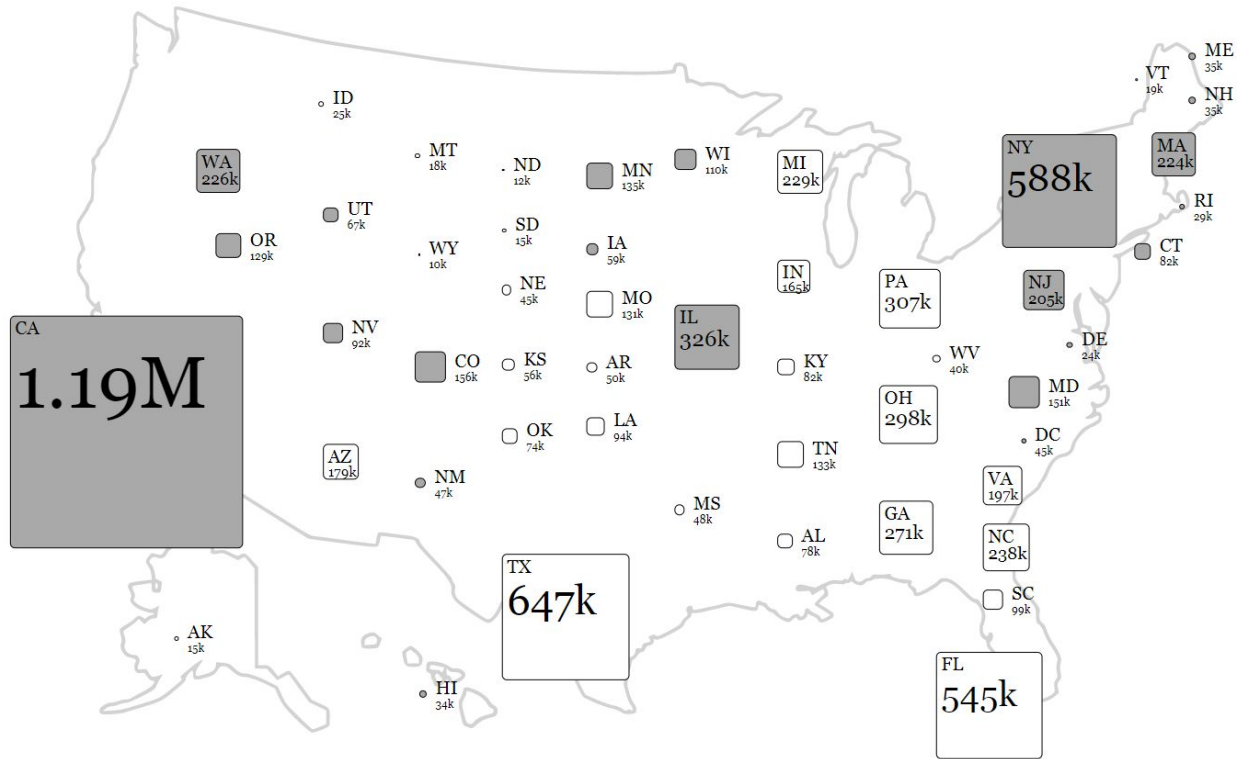 ME
35k
VT
19k
NH
35k
ID
25k
WA
226k
MT
18k
ND
12k
MN
135k
WI
110k
MI
229k
NY
588k
MA
224k
RI
29k
UT
67k
SD
15k
OR
129k
WY
10k
IA
59k
CT
82k
NE
45k
MO
131k
IN
165k
PA
307k
NJ
205k
CA
1.19M
NV
92k
IL
326k
DE
24k
CO
156k
KS
56k
AR
50k
KY
82k
WV
40k
MD
151k
OH
298k
OK
74k
LA
94k
TN
133k
DC
45k
AZ
179k
NM
47k
VA
197k
MS
48k
GA
271k
NC
238k
AL
78k
TX
647k
SC
99k
AK
15k
FL
545k
HI
34k